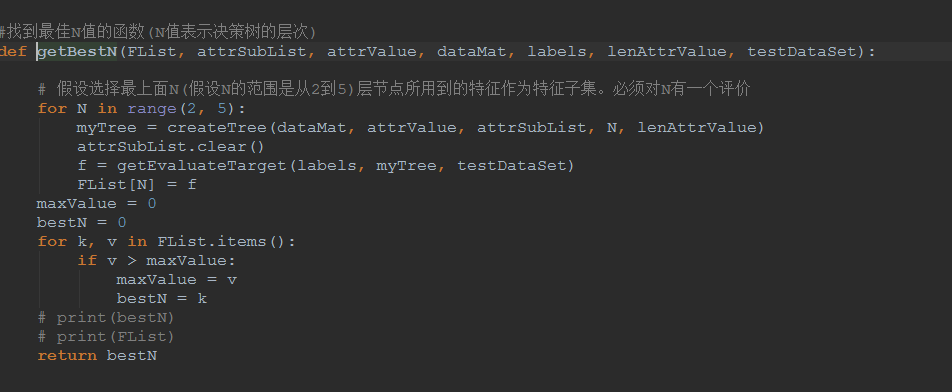 #找到最佳N值的函数(N值表示决策树的层次)
def getBestN(FList, attrSubList, attrValue, dataMat, labels, lenAttrValue, testDataSet):
# 假设选择最上面N(假设N的范围是从2到5)层节点所用到的特征作为特征子集。必须对N有一个评价
for N in range(2, 5):
myTree = createTree(dataMat, attrValue, attrSubList, N, lenAttrValue)
attrSubList.clear()
f = getEvaluateTarget(labels, myTree, testDataSet)
FList[N] = f
maxValue = 0
bestN = 0
for k, v in FList.items():
if v > maxValue:
maxValue = v
bestN = k
# print(bestN)
# print(FList)
return bestN